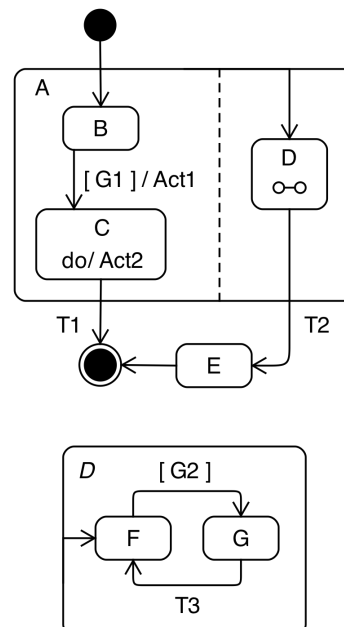 A
B
D
[ G1 ] / Act1
C
do/ Act2
T1
T2
E
D
[ G2 ]
F
G
T3